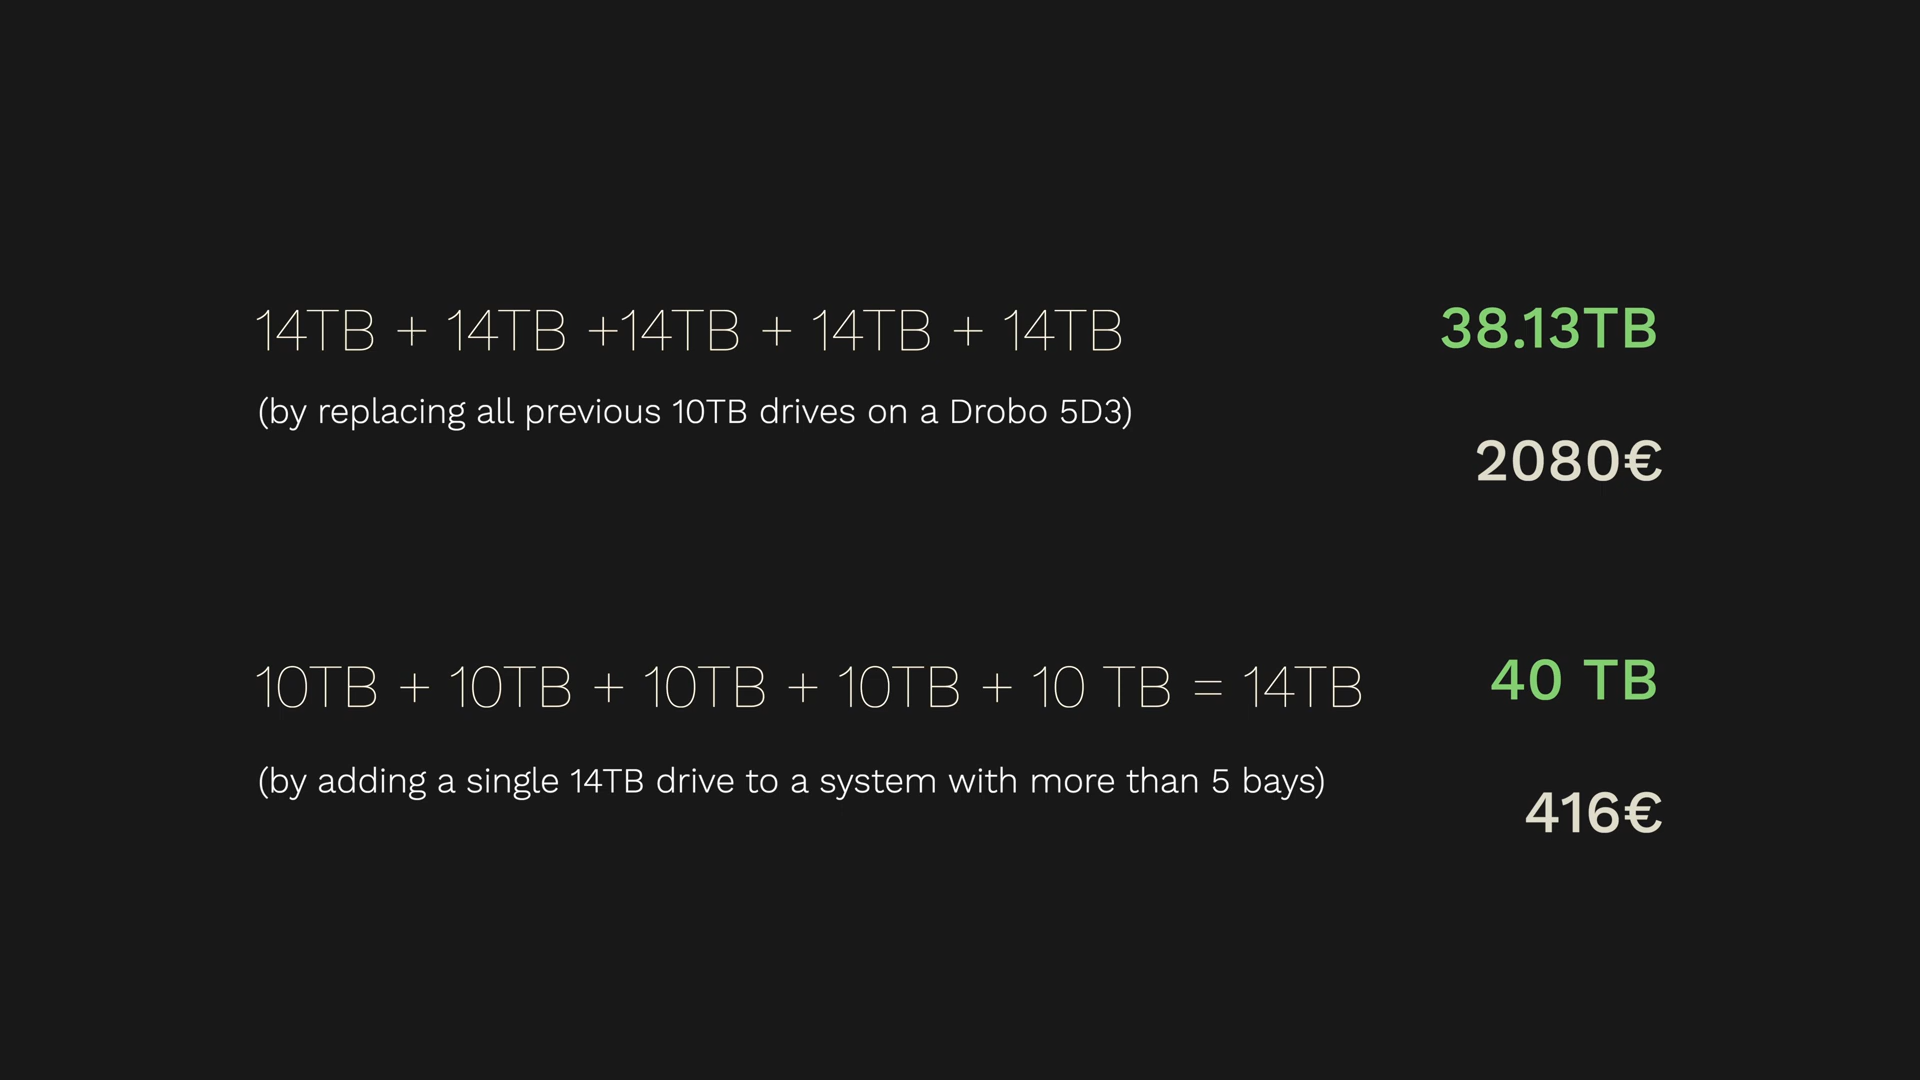 14TB + 14TB +14TB + 14TB + 14TB 38.13TB
(by replacing all previous 10TB drives on a Drobo 5D3)
2080€
10TB + 10TB + 10TB + 10TB + 10 TB = 14TB 40 TB
(by adding a single 14TB drive to a system with more than 5 bays)
416€